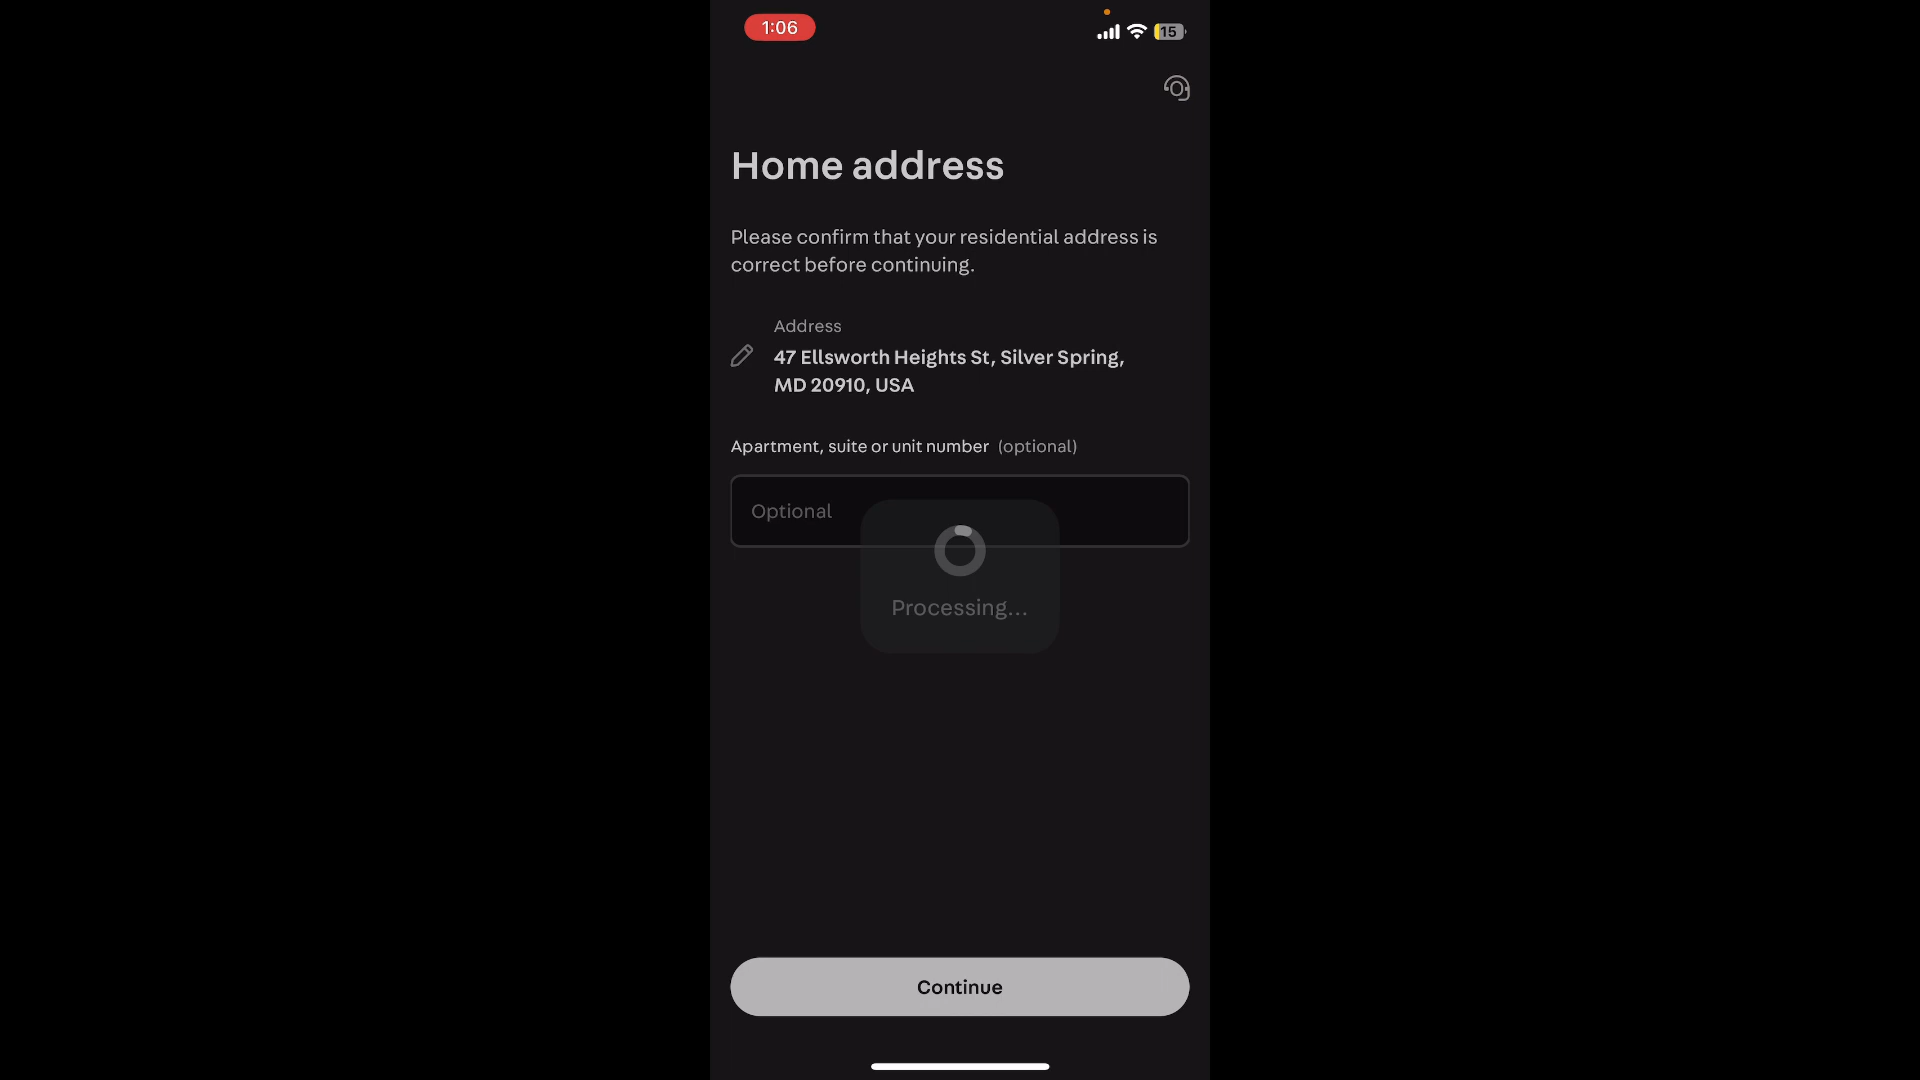 1:06
15
Home address
Please confirm that your residential address is
correct before continuing.
Address
47 Ellsworth Heights St, Silver Spring,
MD 20910, USA
Apartment, suite or unit number (optional)
Optional
Processing...
Continue